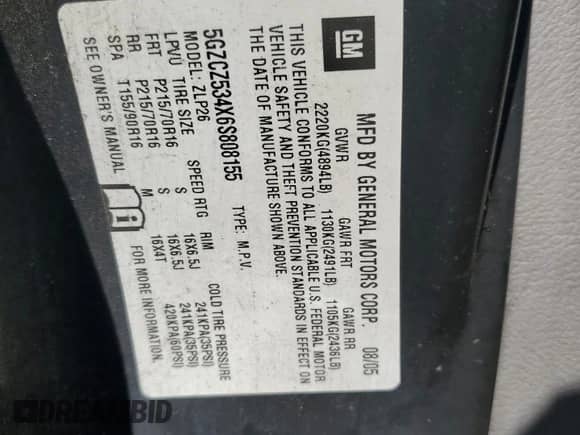 GM
MFD BY GENERAL MOTORS CORP 08/05
GVWR GAWR FRT GAWR RR
2220KG(4894LB) 1130KG(2491LB) 1105KG(2436LB)
THIS VEHICLE CONFORMS TO ALL APPLICABLE U.S. FEDERAL MOTOR
VEHICLE SAFETY AND THEFT PREVENTION STANDARDS IN EFFECT ON
THE DATE OF MANUFACTURE SHOWN ABOVE.
5GZCZ534X6S808155 TYPE: M.P.V.
MODEL: ZLP26
LPVU TIRE SIZE SPEED RTG RIM COLD TIRE PRESSURE
FRT P215/70R16 S 16X6.5J 241KPA(35PSI)
RR P215/70R16 S 16X6.5J 241KPA(35PSI)
SPA T155/90R16 M 16X4T 420KPA(60PSI)
SEE OWNER'S MANUAL i FOR MORE INFORMATION.
DREAMBID